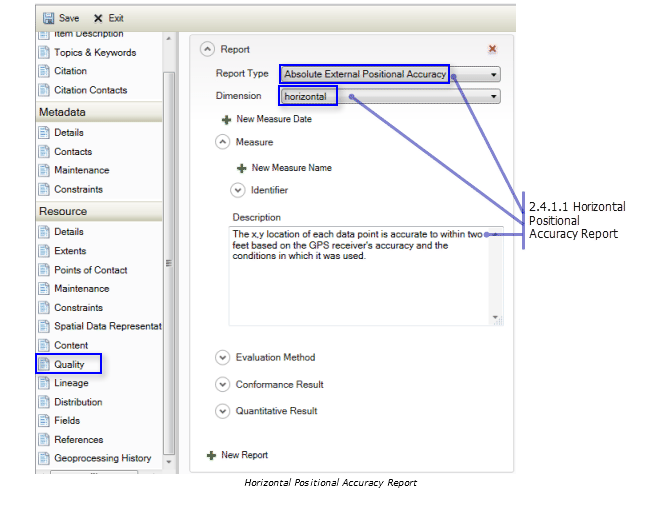 Save
Exit
Item Description
Topics & Keywords
Citation
Citation Contacts
Metadata
Details
Contacts
Maintenance
Constraints
Resource
Details
Extents
Points of Contact
Maintenance
Constraints
Spatial Data Representat
Content
Quality
Lineage
Distribution
Fields
References
Geoprocessing History
Report
Report Type
Absolute External Positional Accuracy
Dimension
horizontal
New Measure Date
Measure
New Measure Name
Identifier
Description
The x,y location of each data point is accurate to within two
feet based on the GPS receiver's accuracy and the
conditions in which it was used.
Evaluation Method
Conformance Result
Quantitative Result
New Report
2.4.1.1 Horizontal
Positional
Accuracy Report
Horizontal Positional Accuracy Report